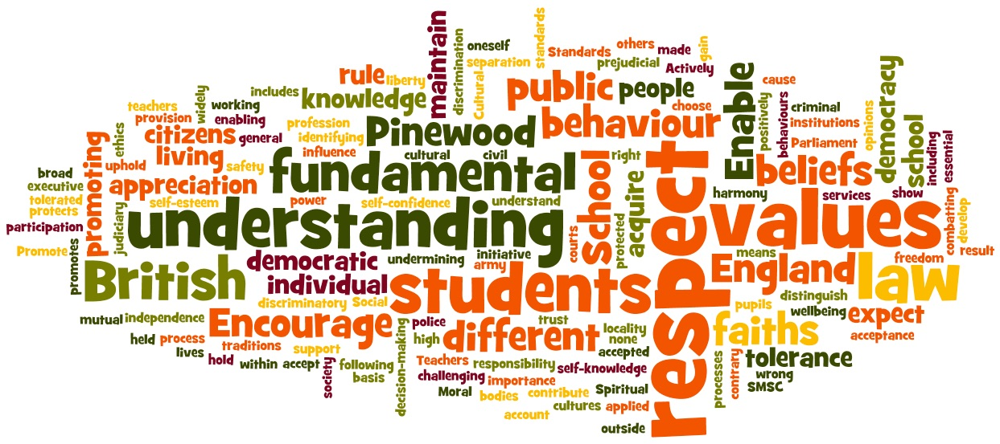 maintain
discrimination
oneself
separation
Cultural-
standards
Standards
others
made
gain
prejudicial
Actively
rule
liberty
includes
knowledge
public
people
choose
Enable
cause
positively
behaviours
criminal
institutions
Parliament
opinions
democracy
school
including
essential
teachers
widely
working
provision
enabling
citizens
general
profession
identifying
Pinewood
behaviour
ethics
promoting
living
influence
cultural
civil
right
uphold
safety
fundamental
School
respect
beliefs
broad
executive
tolerated
protects
appreciation
self-esteem
power
self-confidence
understand
acquire
harmony
services
show
combatting
develop
participation
judiciary
understanding
courts
protected
values
result
Promote
promotes
British
democratic
undermining
initiative
army
means
England
freedom
law
individual
students
discriminatory
Social
distinguish
pupils
wellbeing
expect
mutual
independence
Encourage
decision-making
police
high
different
trust
locality
none
accepted
faiths
acceptance
held
process
traditions
support
lives
hold
within
accept
society
following
basis
Teachers
responsibility
self-knowledge
challenging
importance
processes
contrary
tolerance
wrong
SMSC
Moral
bodies
contribute
Spiritual
cultures
applied
account
outside